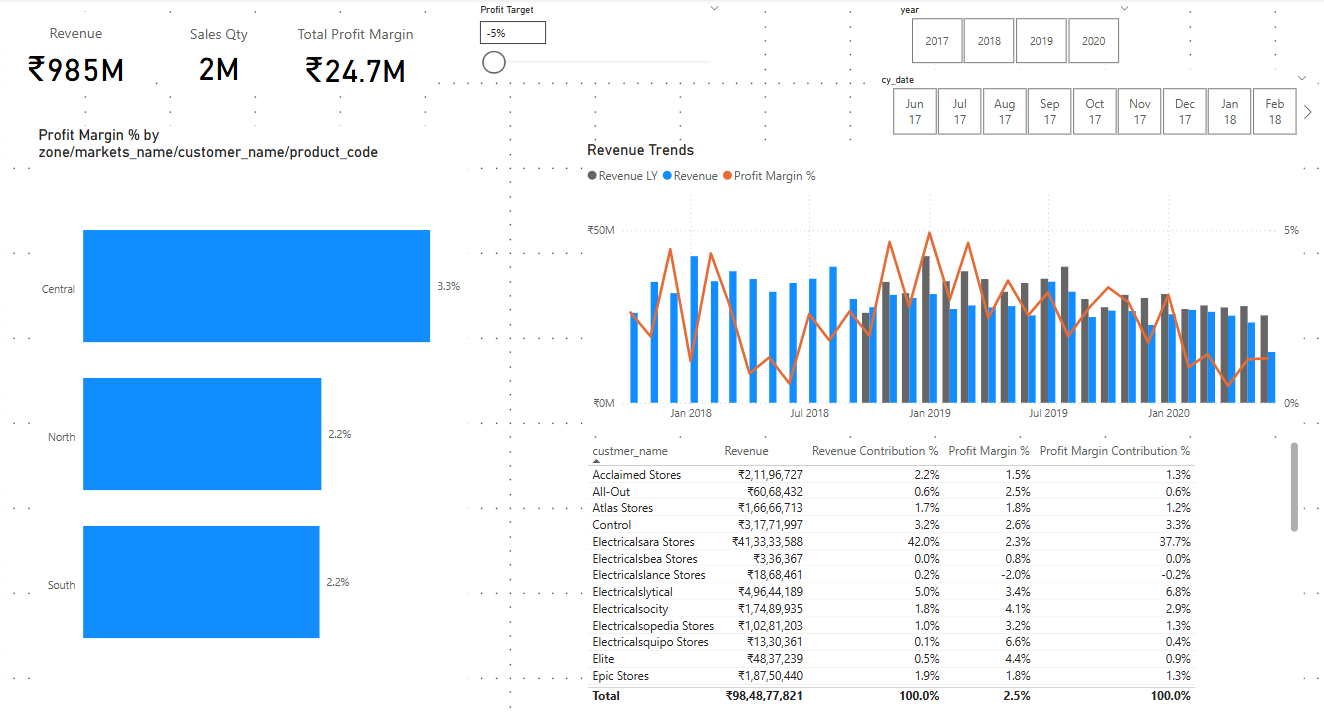 Revenue
₹985M
Sales Qty
2M
Total Profit Margin
₹24.7M
Profit Target
-5%
year
2017 2018 2019 2020
cy_date
Jun 17 Jul 17 Aug 17 Sep 17 Oct 17 Nov 17 Dec 17 Jan 18 Feb 18
Profit Margin % by
zone/markets_name/customer_name/product_code
Central 3.3%
North 2.2%
South 2.2%
Revenue Trends
Revenue LY Revenue Profit Margin %
₹50M 5%
₹0M 0%
Jan 2018 Jul 2018 Jan 2019 Jul 2019 Jan 2020
custmer_name Revenue Revenue Contribution % Profit Margin % Profit Margin Contribution %
Acclaimed Stores ₹2,11,96,727 2.2% 1.5% 1.3%
All-Out ₹60,68,432 0.6% 2.5% 0.6%
Atlas Stores ₹1,66,66,713 1.7% 1.8% 1.2%
Control ₹3,17,71,997 3.2% 2.6% 3.3%
Electricalsara Stores ₹41,33,33,588 42.0% 2.3% 37.7%
Electricalsbea Stores ₹3,36,367 0.0% 0.8% 0.0%
Electricalslance Stores ₹18,68,461 0.2% -2.0% -0.2%
Electricalslytical ₹4,96,44,189 5.0% 3.4% 6.8%
Electricalsocity ₹1,74,89,935 1.8% 4.1% 2.9%
Electricalsopedia Stores ₹1,02,81,203 1.0% 3.2% 1.3%
Electricalsquipo Stores ₹13,30,361 0.1% 6.6% 0.4%
Elite ₹48,37,239 0.5% 4.4% 0.9%
Epic Stores ₹1,87,50,440 1.9% 1.8% 1.3%
Total ₹98,48,77,821 100.0% 2.5% 100.0%